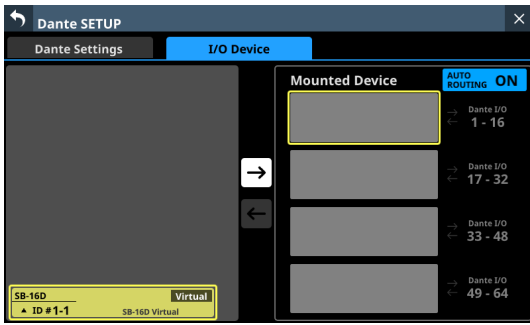 Dante SETUP
Dante Settings
I/O Device
Mounted Device
AUTO ROUTING ON
Dante I/O
1 - 16
Dante I/O
17 - 32
Dante I/O
33 - 48
Dante I/O
49 - 64
SB-16D
Virtual
ID #1-1
SB-16D Virtual